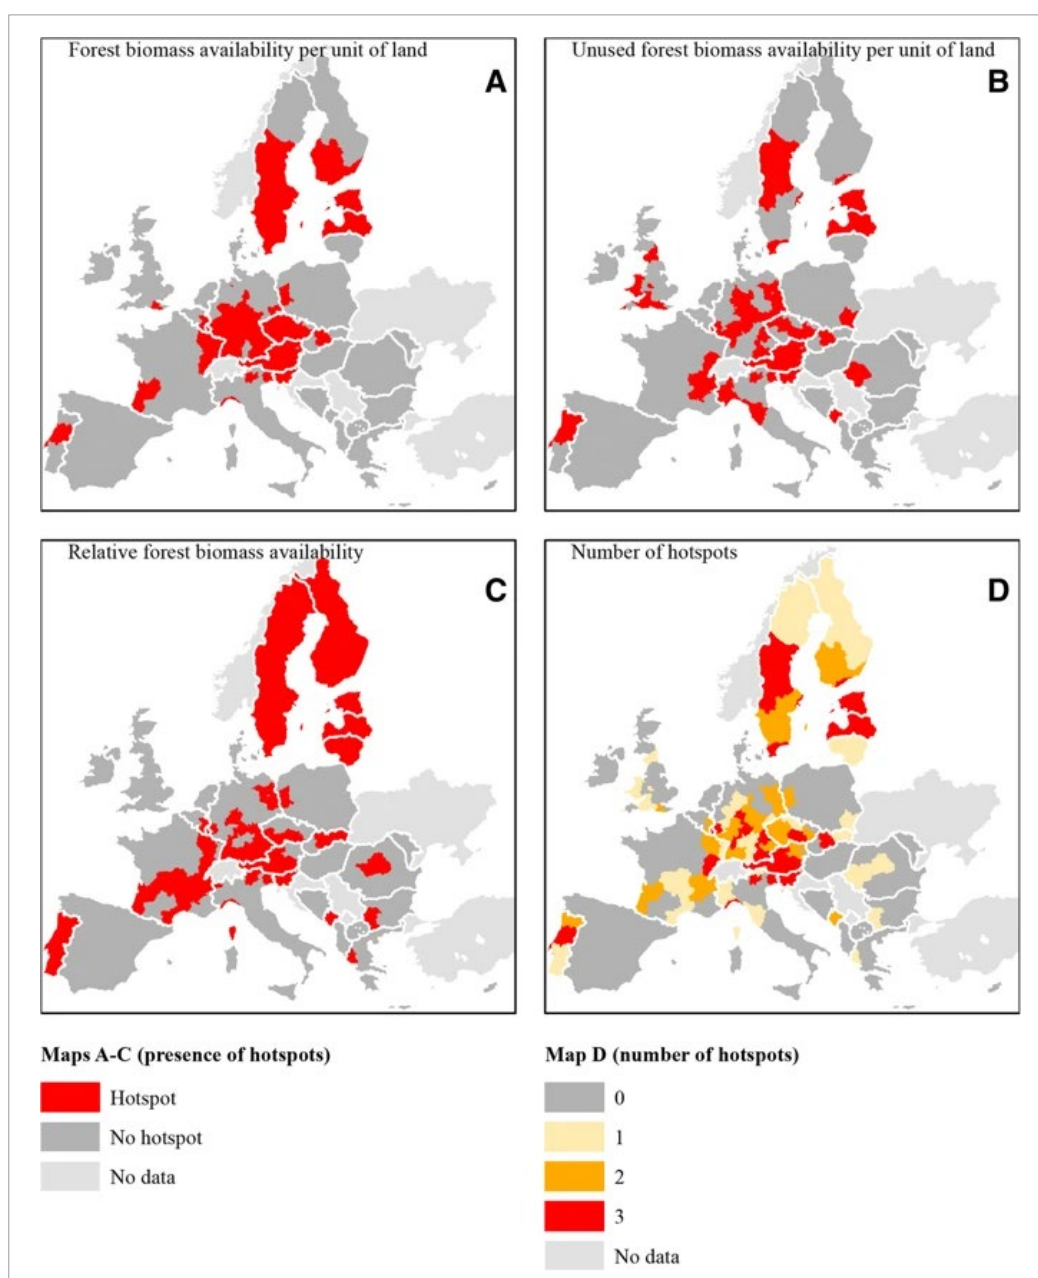 Forest biomass availability per unit of land
A
Unused forest biomass availability per unit of land
B
Relative forest biomass availability
C
Number of hotspots
D
Maps A-C (presence of hotspots)
Hotspot
No hotspot
No data
Map D (number of hotspots)
0
1
2
3
No data